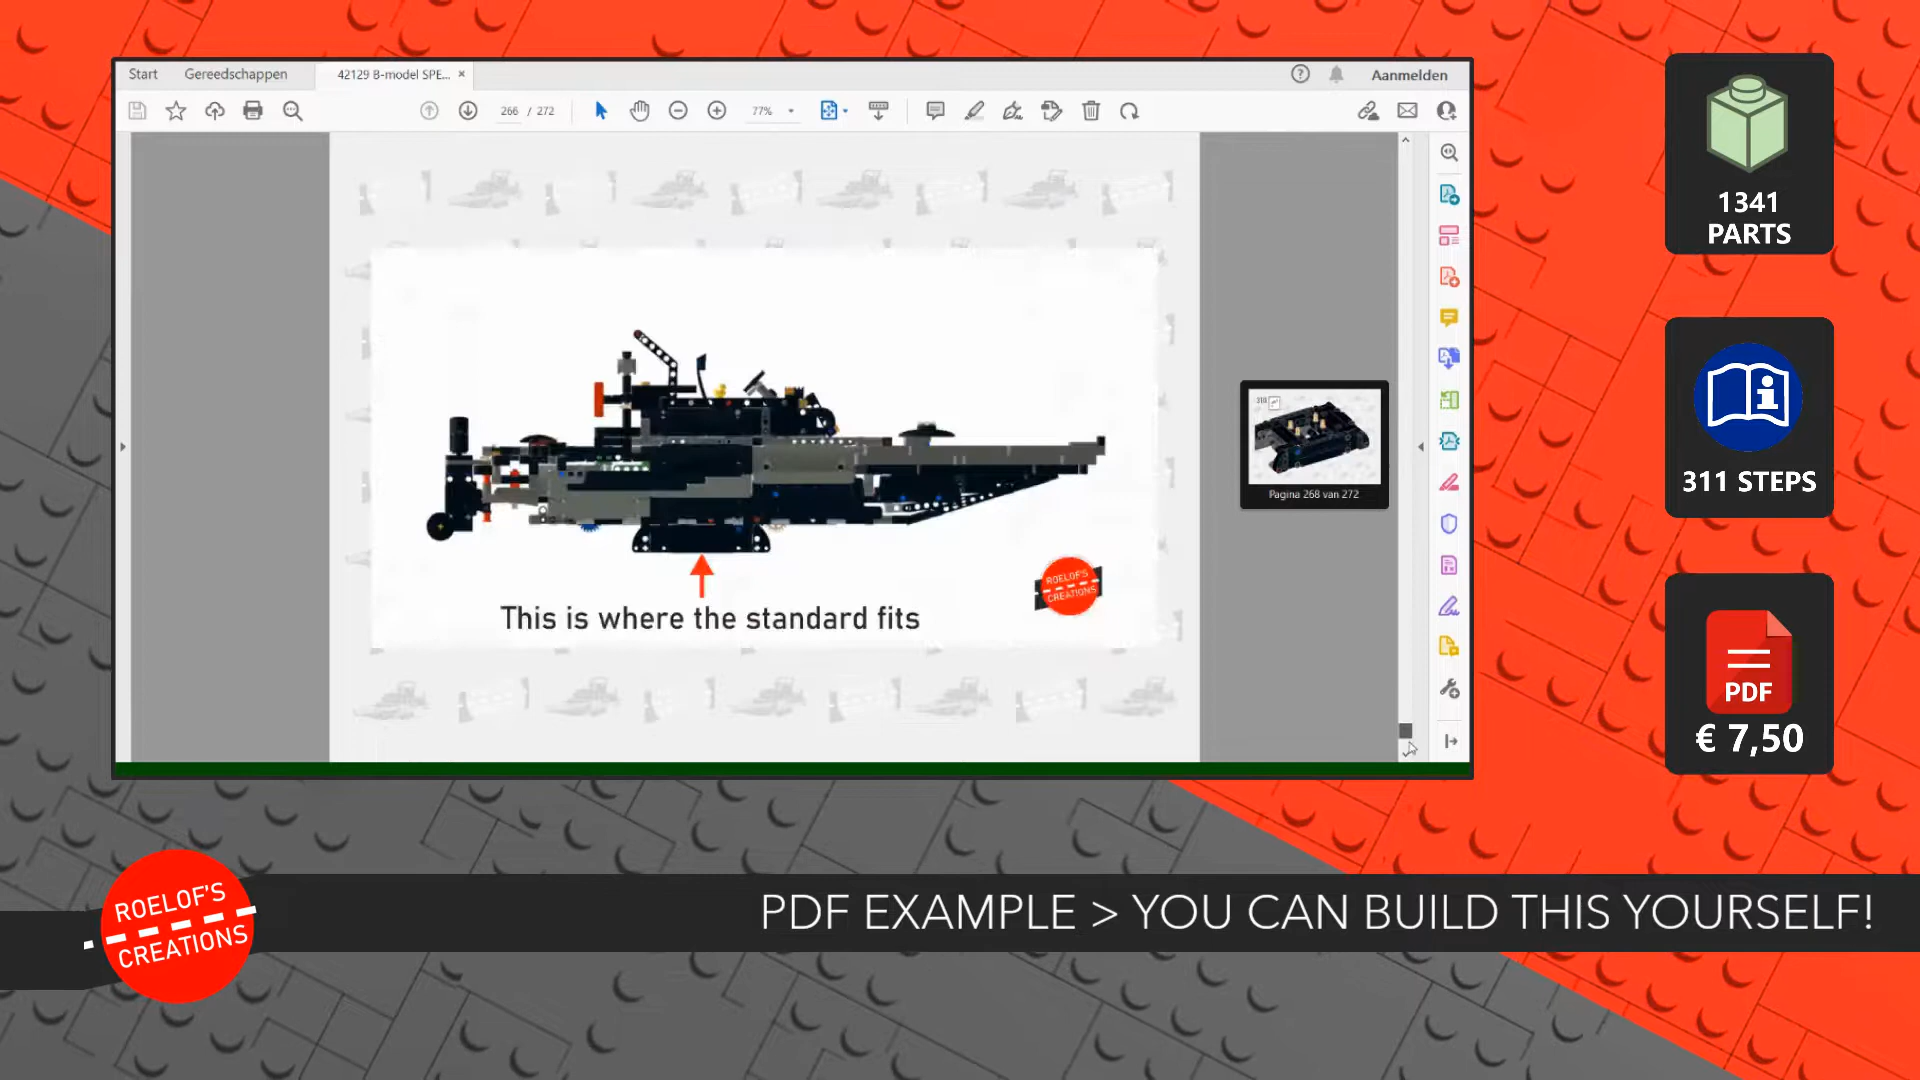 Start Gereedschappen 42129 B-model SPE... × Aanmelden
266 / 272 77%
This is where the standard fits
ROELOF'S
CREATIONS
Pagina 268 van 272
1341
PARTS
311 STEPS
PDF
€ 7,50
ROELOF'S
CREATIONS
PDF EXAMPLE > YOU CAN BUILD THIS YOURSELF!